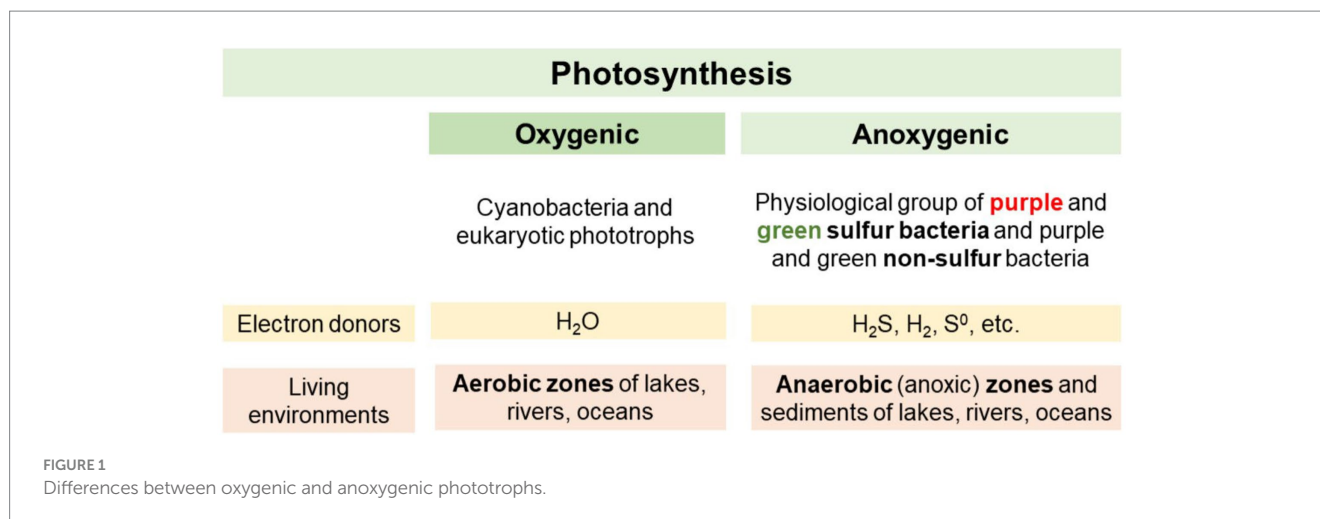 Photosynthesis
Oxygenic
Anoxygenic
Cyanobacteria and
eukaryotic phototrophs
Physiological group of purple and
green sulfur bacteria and purple
and green non-sulfur bacteria
Electron donors
H₂O
H₂S, H₂, S⁰, etc.
Living
environments
Aerobic zones of lakes,
rivers, oceans
Anaerobic (anoxic) zones and
sediments of lakes, rivers, oceans
FIGURE 1
Differences between oxygenic and anoxygenic phototrophs.